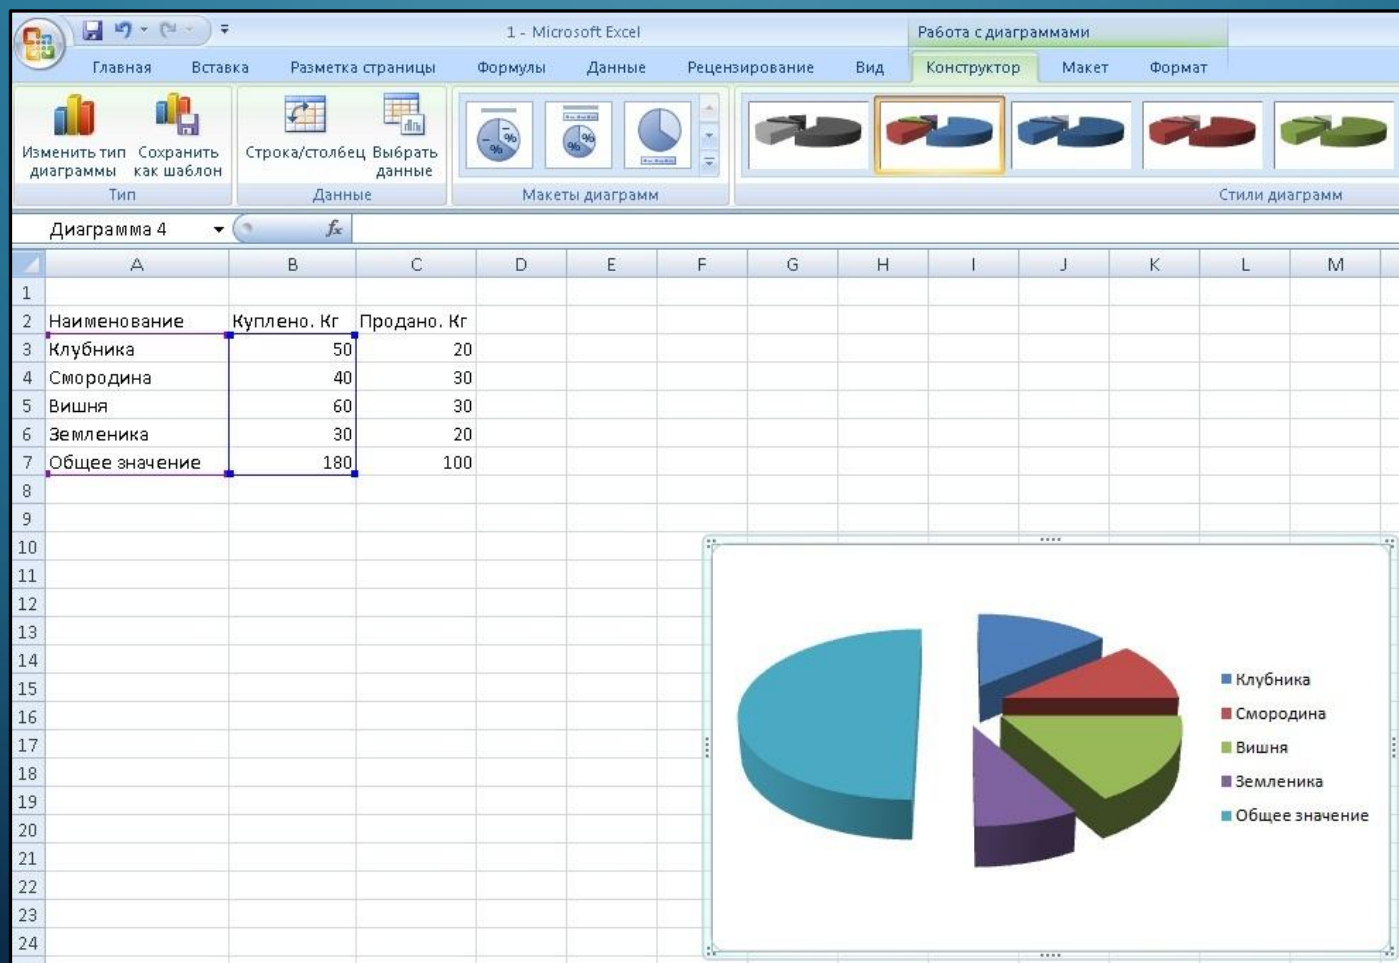 1 - Microsoft Excel
Работа с диаграммами
Главная Вставка Разметка страницы Формулы Данные Рецензирование Вид Конструктор Макет Формат
Изменить тип диаграммы
Сохранить как шаблон
Строка/столбец
Выбрать данные
Тип Данные Макеты диаграмм Стили диаграмм
Диаграмма 4 fx
A B C D E F G H I J K L M
1
2 Наименование Куплено. Кг Продано. Кг
3 Клубника 50 20
4 Смородина 40 30
5 Вишня 60 30
6 Земленика 30 20
7 Общее значение 180 100
8
9
10
11
12
13
14
15
16
17
18
19
20
21
22
23
24
Клубника
Смородина
Вишня
Земленика
Общее значение